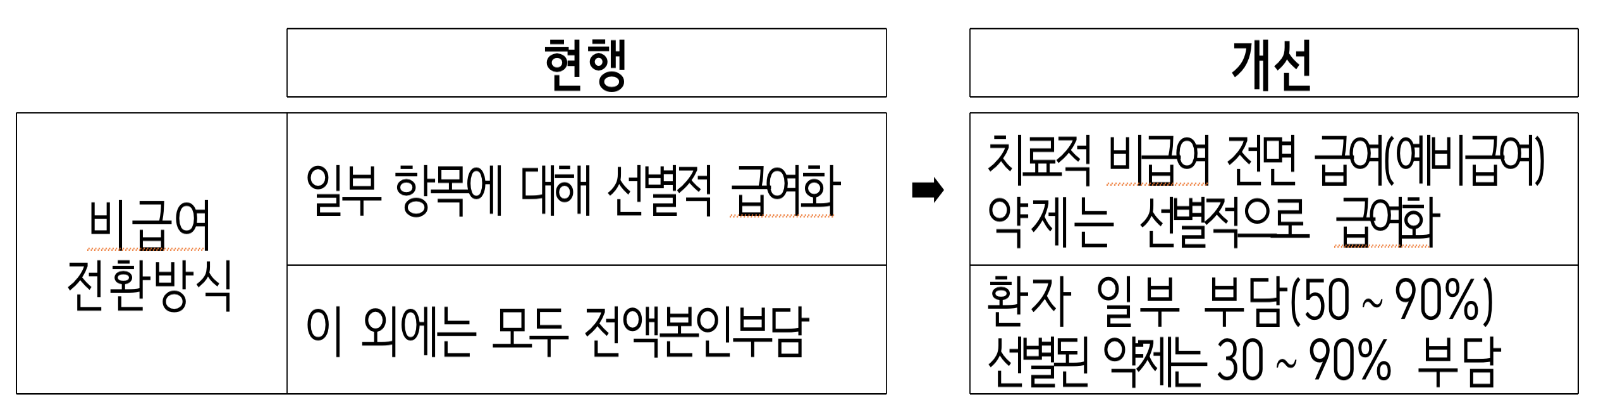 현행
개선
비급여
전환방식
일부 항목에 대해 선별적 급여화
이 외에는 모두 전액본인부담
치료적 비급여 전면 급여(예비급여)
약제는 선별적으로 급여화
환자 일부 부담(50 ~ 90%)
선별된 약제는 30 ~ 90% 부담